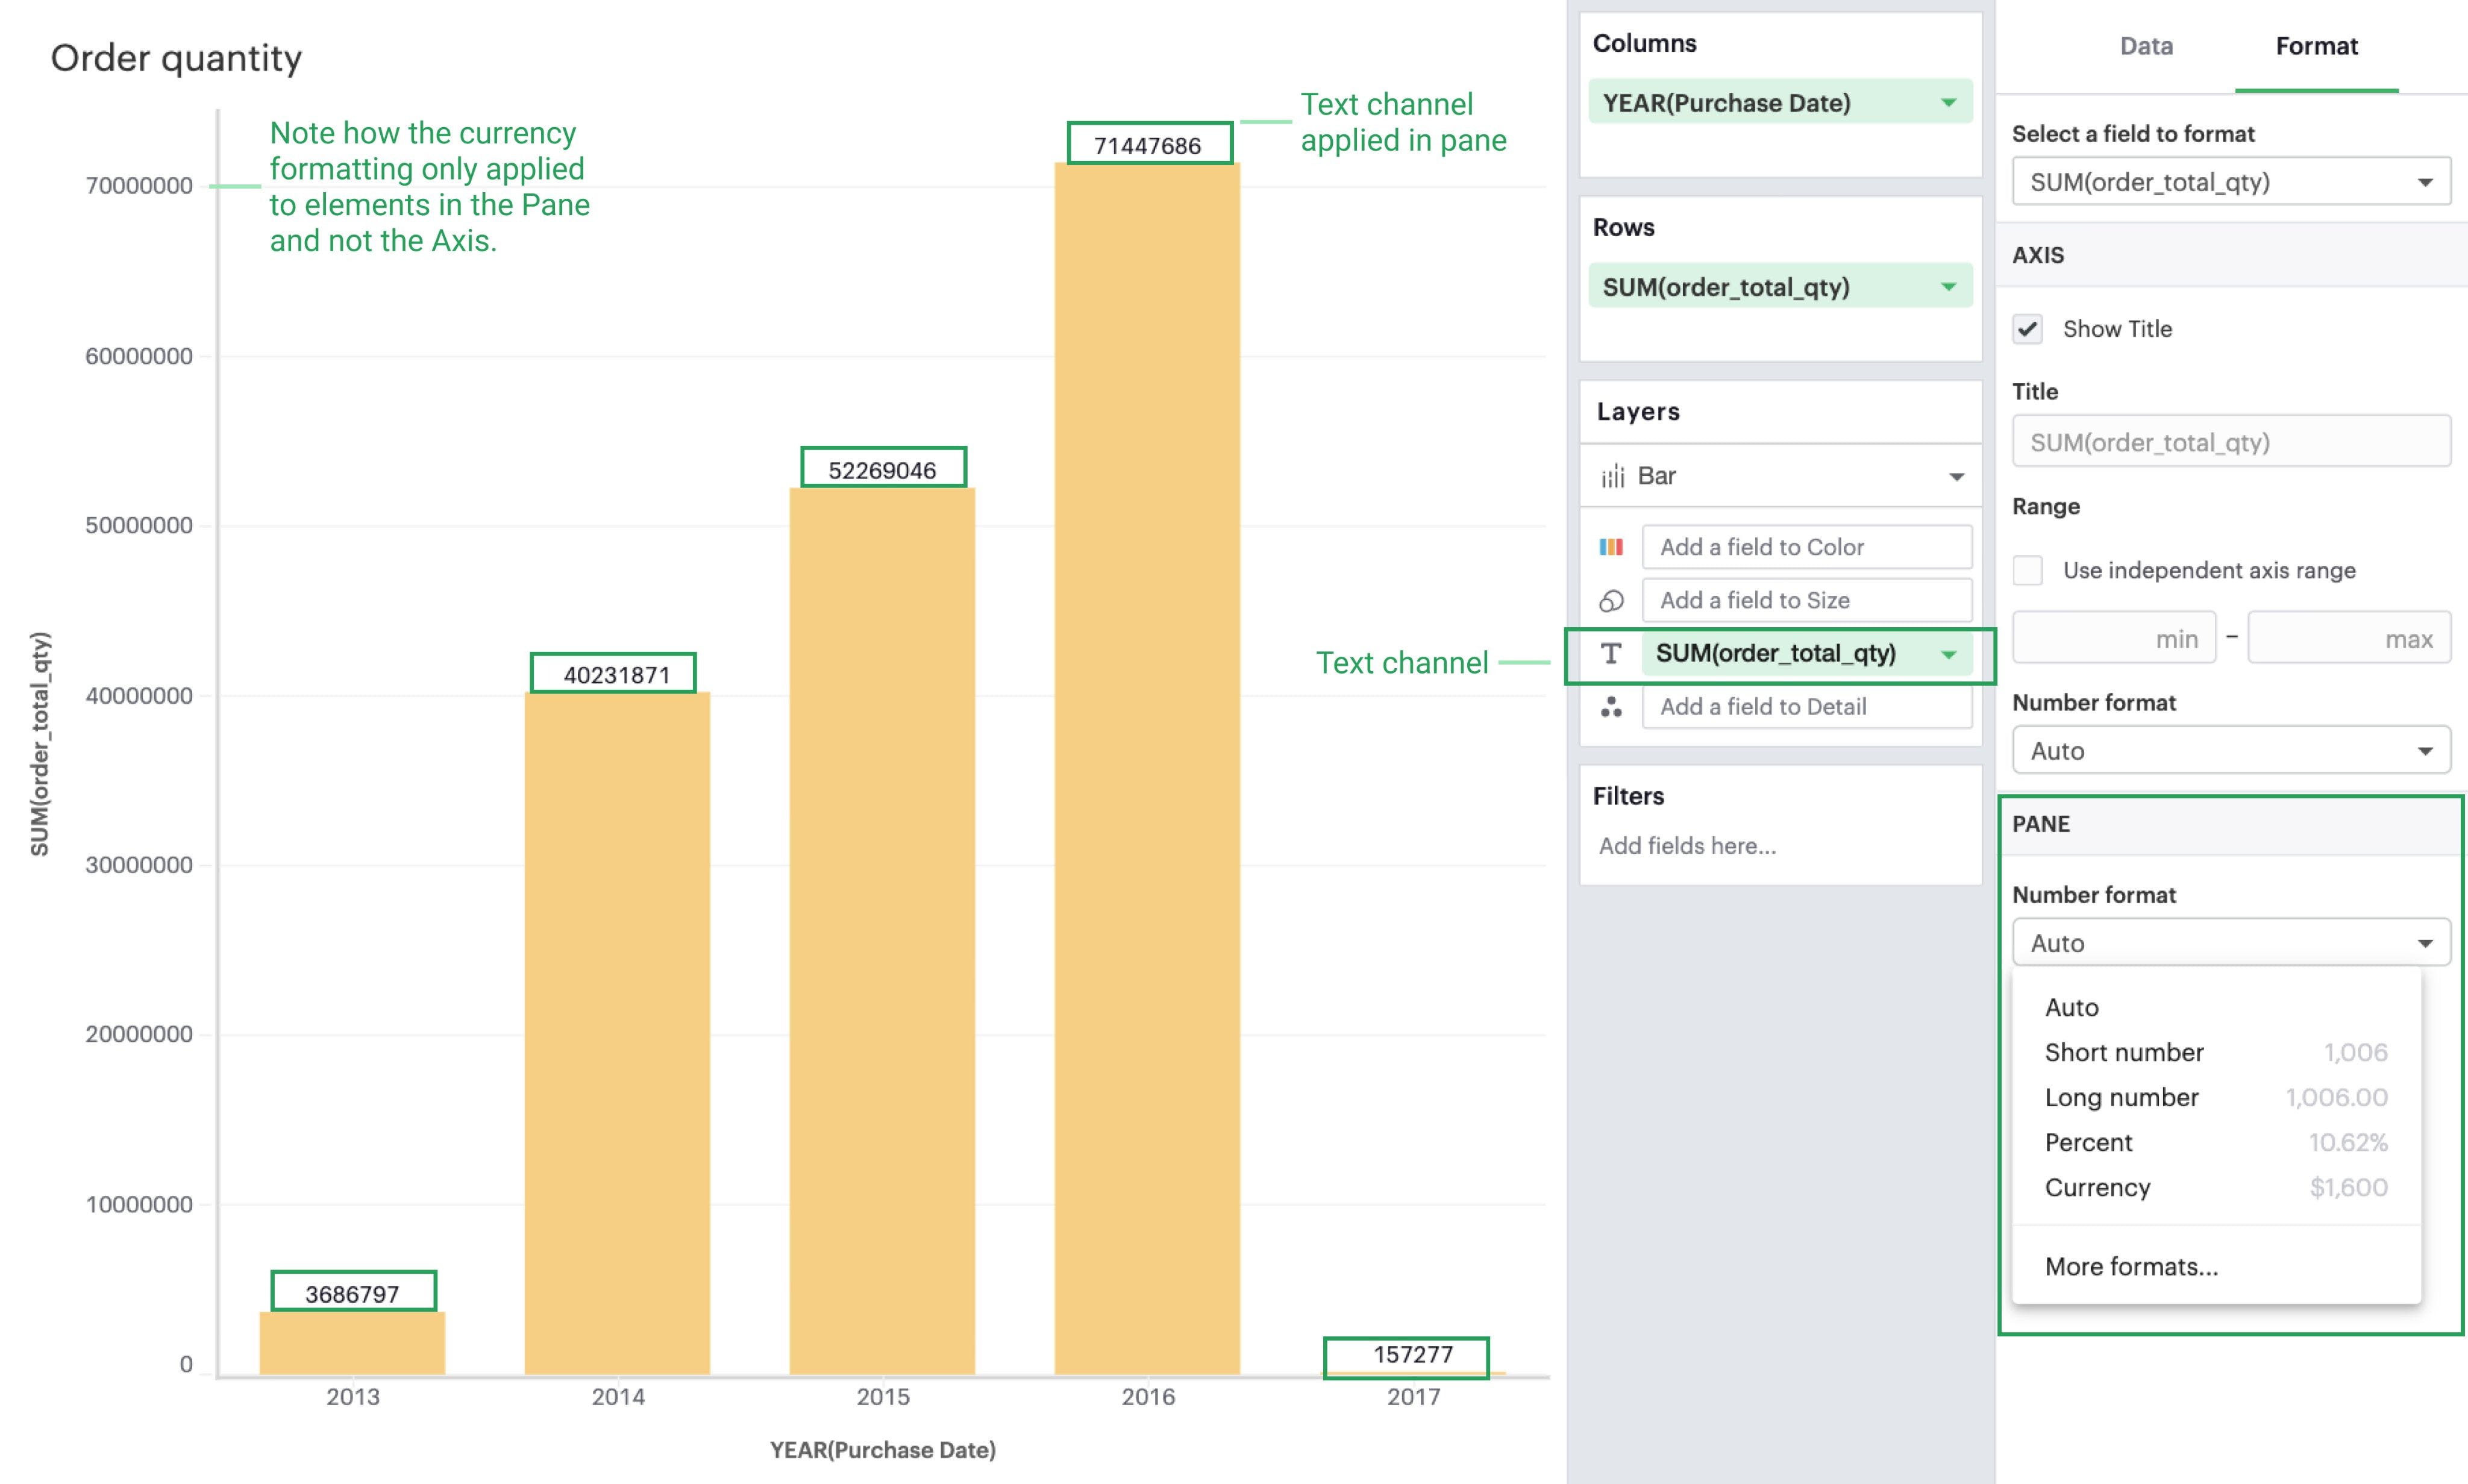 Order quantity
Note how the currency
formatting only applied
to elements in the Pane
and not the Axis.
Text channel
applied in pane
70000000
60000000
50000000
40000000
30000000
20000000
10000000
0
SUM(order_total_qty)
3686797
40231871
52269046
71447686
157277
2013
2014
2015
2016
2017
YEAR(Purchase Date)
Text channel
Columns
YEAR(Purchase Date)
Rows
SUM(order_total_qty)
Layers
Bar
Add a field to Color
Add a field to Size
T SUM(order_total_qty)
Add a field to Detail
Filters
Add fields here...
Data Format
Select a field to format
SUM(order_total_qty)
AXIS
Show Title
Title
SUM(order_total_qty)
Range
Use independent axis range
min – max
Number format
Auto
PANE
Number format
Auto
Auto
Short number 1,006
Long number 1,006.00
Percent 10.62%
Currency $1,600
More formats...